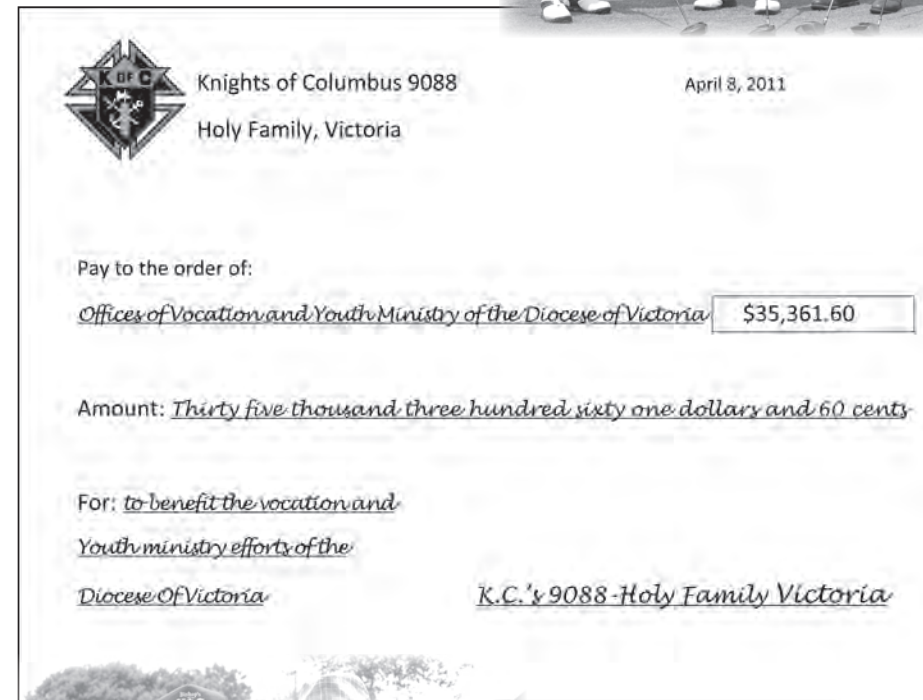 K OF C
Knights of Columbus 9088
April 8, 2011
Holy Family, Victoria
Pay to the order of:
Offices of Vocation and Youth Ministry of the Diocese of Victoria $35,361.60
Amount: Thirty five thousand three hundred sixty one dollars and 60 cents
For: to benefit the vocation and
Youth ministry efforts of the
Diocese Of Victoria
K.C.'s 9088 -Holy Family Victoria